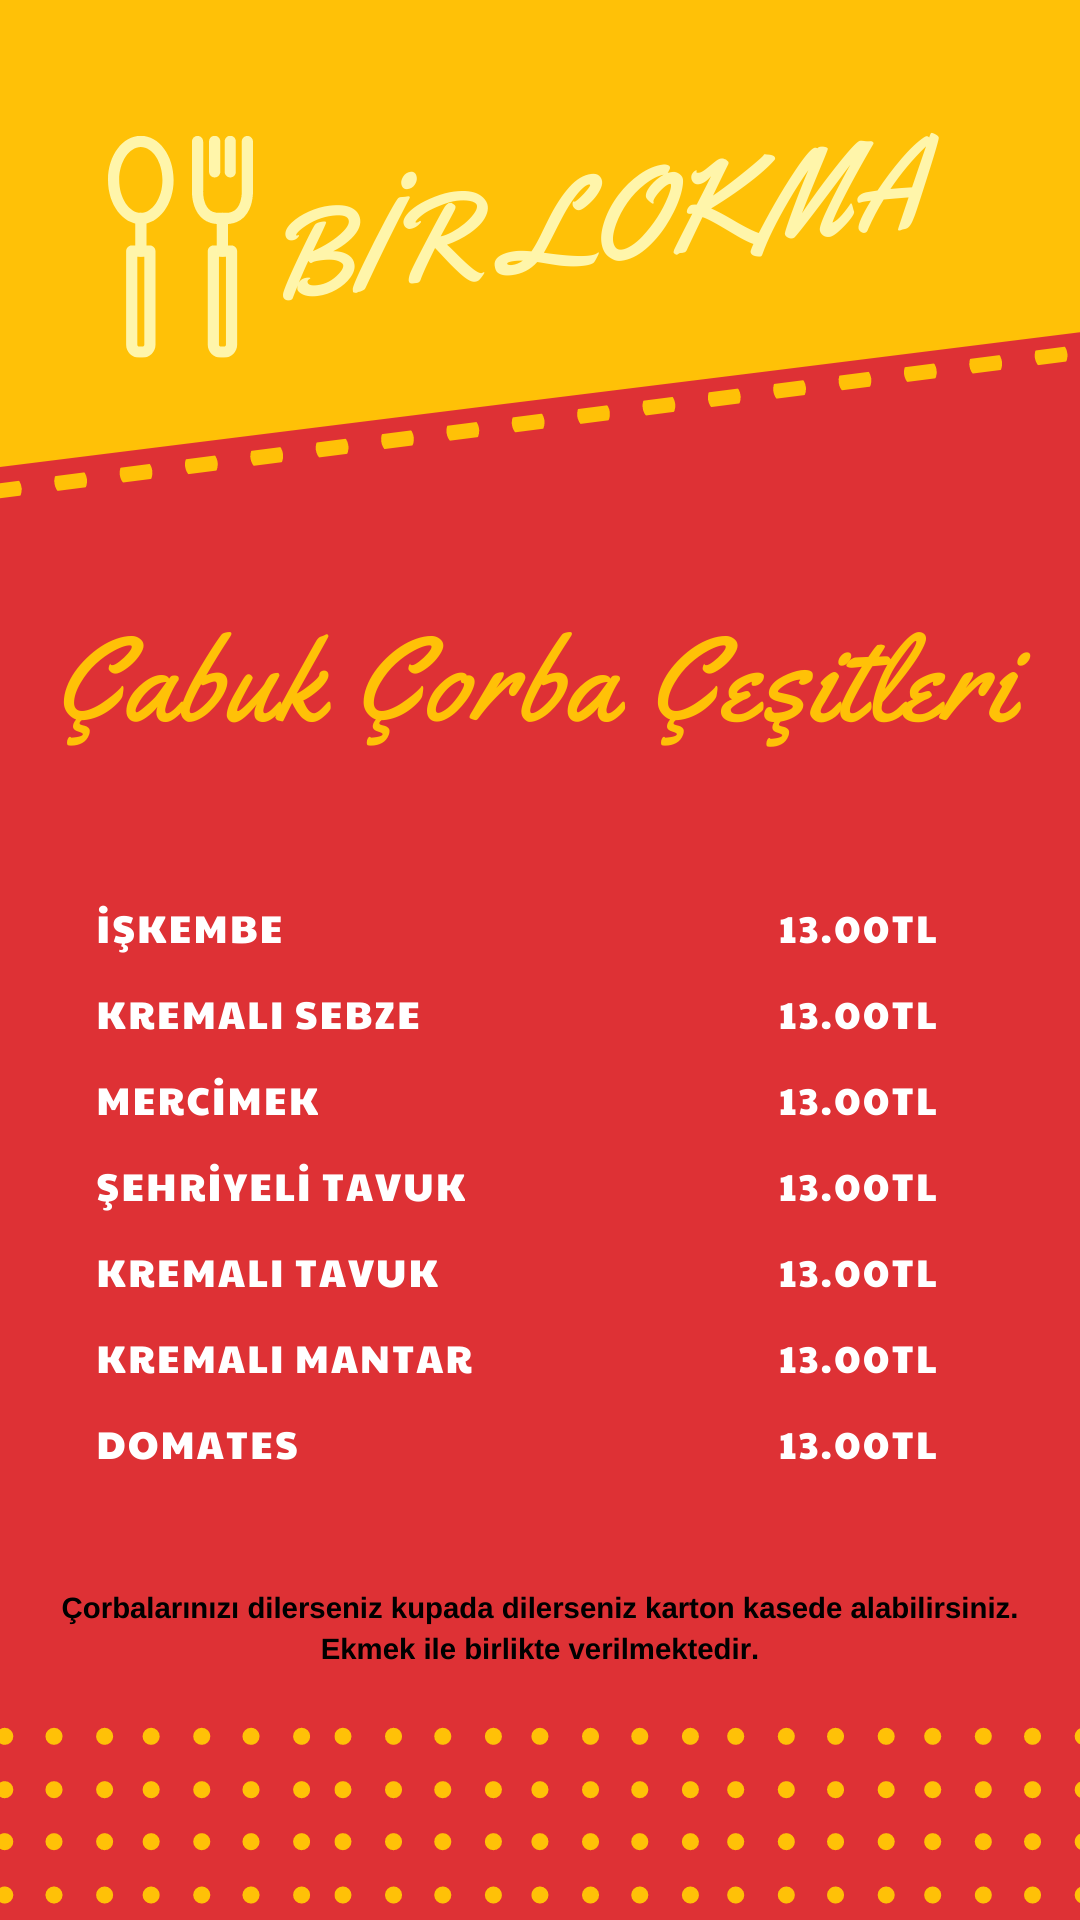 BİR LOKMA
Çabuk Çorba Çeşitleri
İŞKEMBE 13.00TL
KREMALI SEBZE 13.00TL
MERCİMEK 13.00TL
ŞEHRİYELİ TAVUK 13.00TL
KREMALI TAVUK 13.00TL
KREMALI MANTAR 13.00TL
DOMATES 13.00TL
Çorbalarınızı dilerseniz kupada dilerseniz karton kasede alabilirsiniz.
Ekmek ile birlikte verilmektedir.